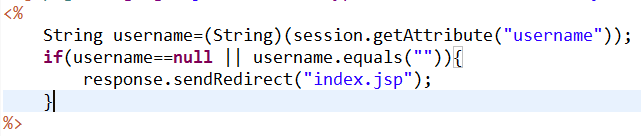 <%
String username=(String)(session.getAttribute("username"));
if(username==null || username.equals("")){
response.sendRedirect("index.jsp");
}
%>